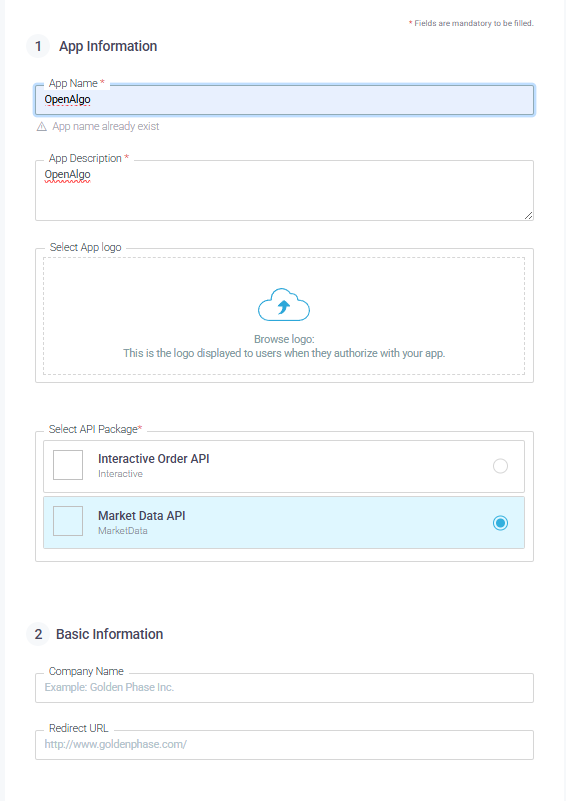 * Fields are mandatory to be filled.
1 App Information
App Name *
OpenAlgo
App name already exist
App Description *
OpenAlgo
Select App logo
Browse logo:
This is the logo displayed to users when they authorize with your app.
Select API Package*
Interactive Order API
Interactive
Market Data API
MarketData
2 Basic Information
Company Name
Example: Golden Phase Inc.
Redirect URL
http://www.goldenphase.com/